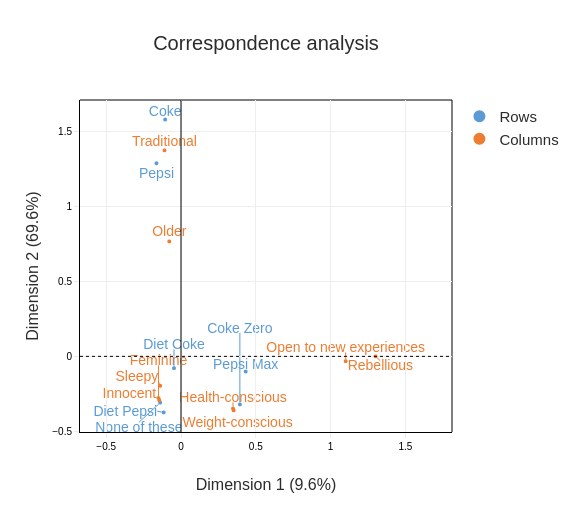 Correspondence analysis
Rows
Columns
Dimension 2 (69.6%)
1.5
1
0.5
0
−0.5
Coke
Traditional
Pepsi
Older
Coke Zero
Diet Coke
Open to new experiences
Feminine
Pepsi Max
Rebellious
Sleepy
Innocent
Health-conscious
Diet Pepsi
Weight-conscious
None of these
−0.5
0
0.5
1
1.5
Dimension 1 (9.6%)